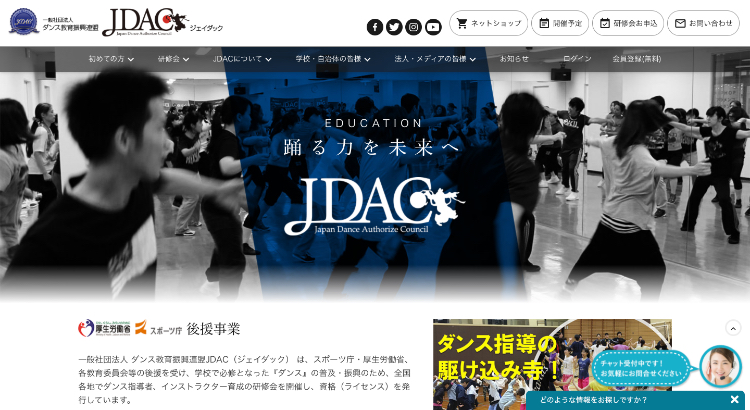 一般社団法人
ダンス教育振興連盟
JDAC
Japan Dance Authorize Council
ジェイダック
ネットショップ
開催予定
研修会お申込
お問い合わせ
初めての方
研修会
JDACについて
学校・自治体の皆様
法人・メディアの皆様
お知らせ
ログイン
会員登録(無料)
EDUCATION
踊る力を未来へ
JDAC
Japan Dance Authorize Council
厚生労働省 スポーツ庁 後援事業
一般社団法人 ダンス教育振興連盟JDAC（ジェイダック） は、スポーツ庁・厚生労働省、
各教育委員会等の後援を受け、学校で必修となった『ダンス』の普及・振興のため、全国
各地でダンス指導者、インストラクター育成の研修会を開催し、資格（ライセンス）を発
行しています。
ダンス指導の
駆け込み寺!
チャット受付中です!
お気軽にお問合せください
どのような情報をお探しですか？